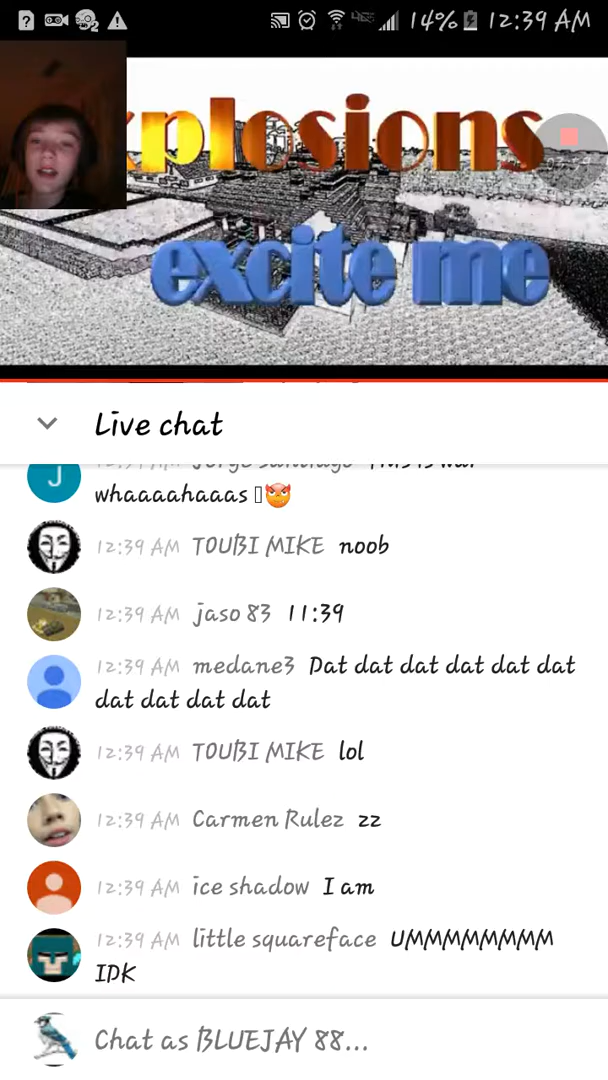 14% 12:39 AM
xplosions
excite me
Live chat
whaaaahaaas
12:39 AM TOUBI MIKE noob
12:39 AM jaso 83 11:39
12:39 AM medane3 Dat dat dat dat dat dat
dat dat dat dat
12:39 AM TOUBI MIKE lol
12:39 AM Carmen Rulez zz
12:39 AM ice shadow I am
12:39 AM little squareface UMMMMMMMM
IDK
Chat as BLUEJAY 88...